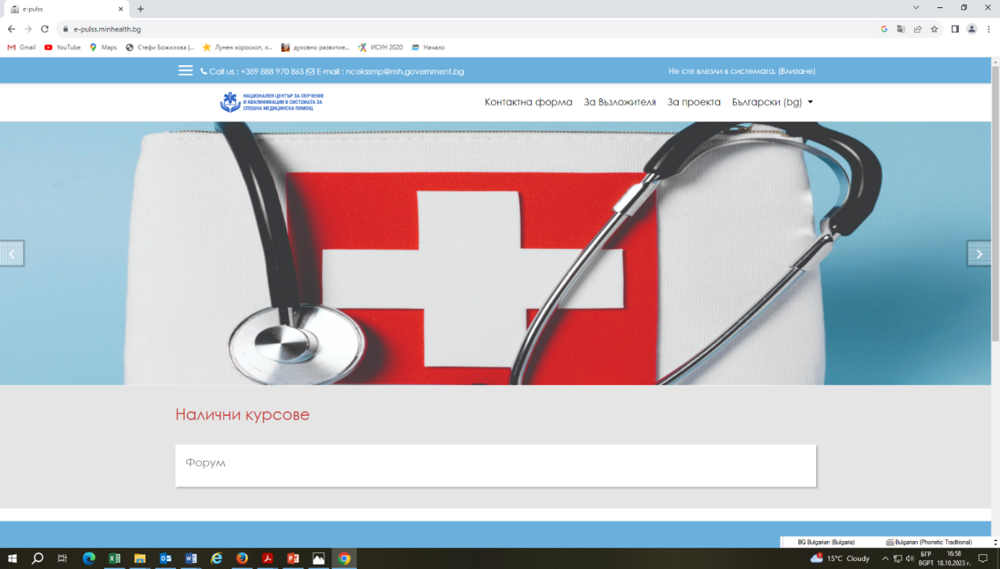 e-pulss
e-pulss.minhealth.bg
Gmail YouTube Maps Стефи Божилова |... Лунен хороскоп, л... духовно развитие... ИСУН 2020 Начало
Call us : +359 888 970 865 E-mail : ncokssmp@mh.government.bg Не сте влезли в системата. (Влизане)
НАЦИОНАЛЕН ЦЕНТЪР ЗА ОБУЧЕНИЕ
И КВАЛИФИКАЦИЯ В СИСТЕМАТА ЗА
СПЕШНА МЕДИЦИНСКА ПОМОЩ
Контактна форма За Възложителя За проекта Български (bg)
Налични курсове
Форум
BG Bulgarian (Bulgaria) Bulgarian (Phonetic Traditional)
15°C Cloudy БГР 16:58
BGPT 18.10.2023 г.